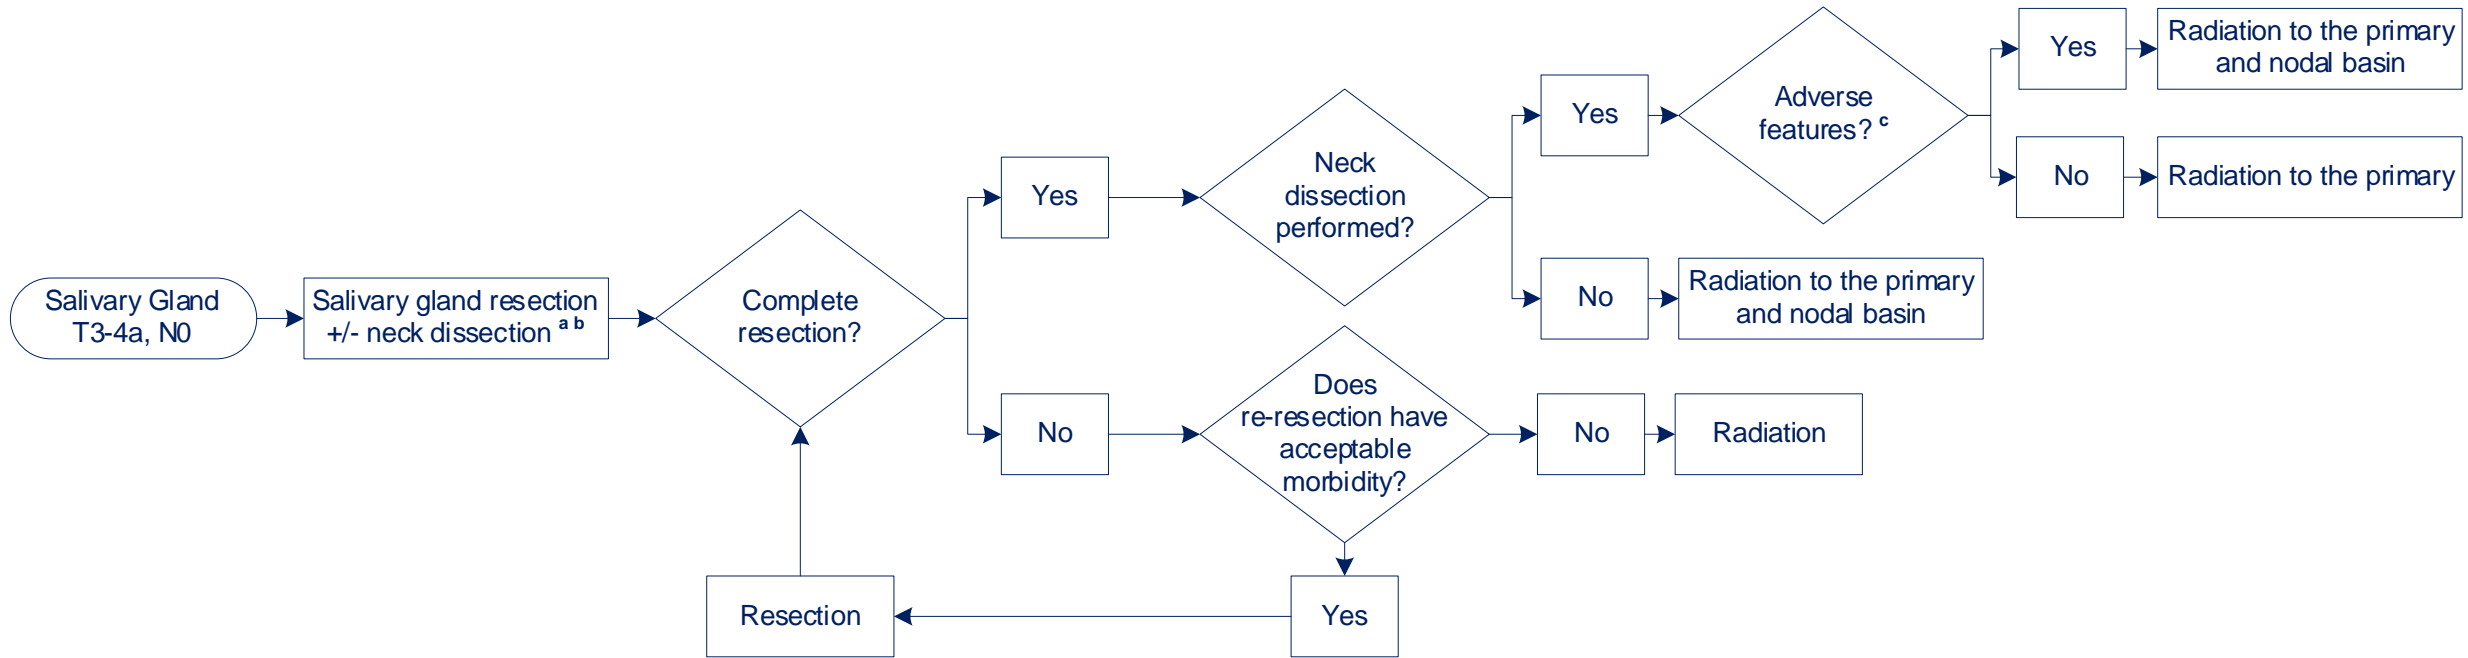 Salivary Gland
T3-4a, N0
Salivary gland resection
+/- neck dissection a b
Complete
resection?
Yes
Neck
dissection
performed?
Yes
Adverse
features? c
Yes
Radiation to the primary
and nodal basin
No
Radiation to the primary
No
Radiation to the primary
and nodal basin
No
Does
re-resection have
acceptable
morbidity?
No
Radiation
Yes
Resection